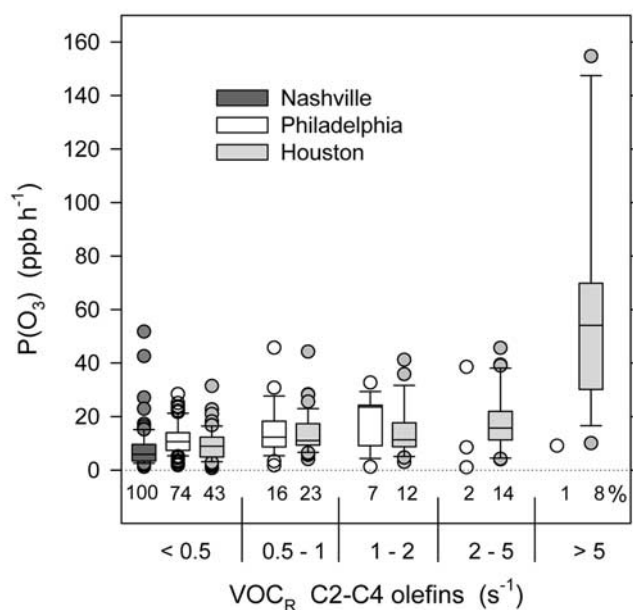 160
140
120
100
80
60
40
20
0
P(O₃) (ppb h⁻¹)
Nashville
Philadelphia
Houston
100 74 43 16 23 7 12 2 14 1 8 %
< 0.5 0.5 - 1 1 - 2 2 - 5 > 5
VOC_R C2-C4 olefins (s⁻¹)